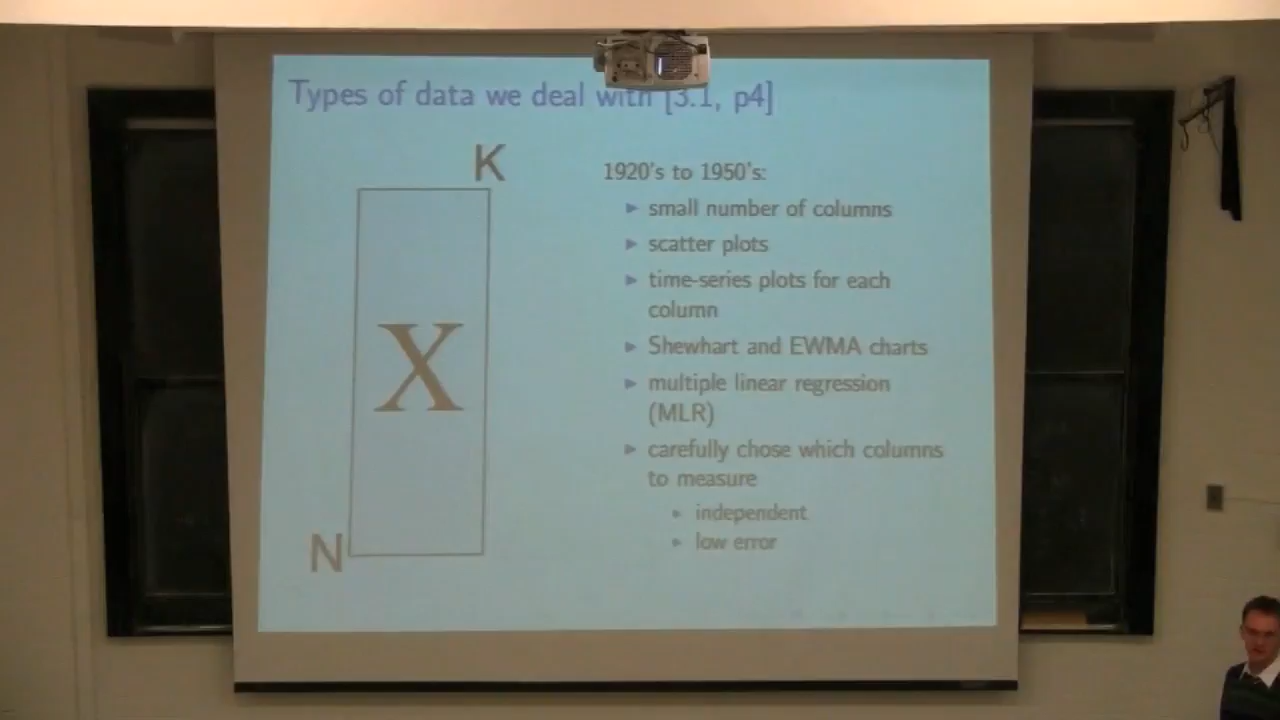 Types of data we deal with [3.1, p4]
K
X
N
1920's to 1950's:
small number of columns
scatter plots
time-series plots for each
column
Shewhart and EWMA charts
multiple linear regression
(MLR)
carefully chose which columns
to measure
independent
low error